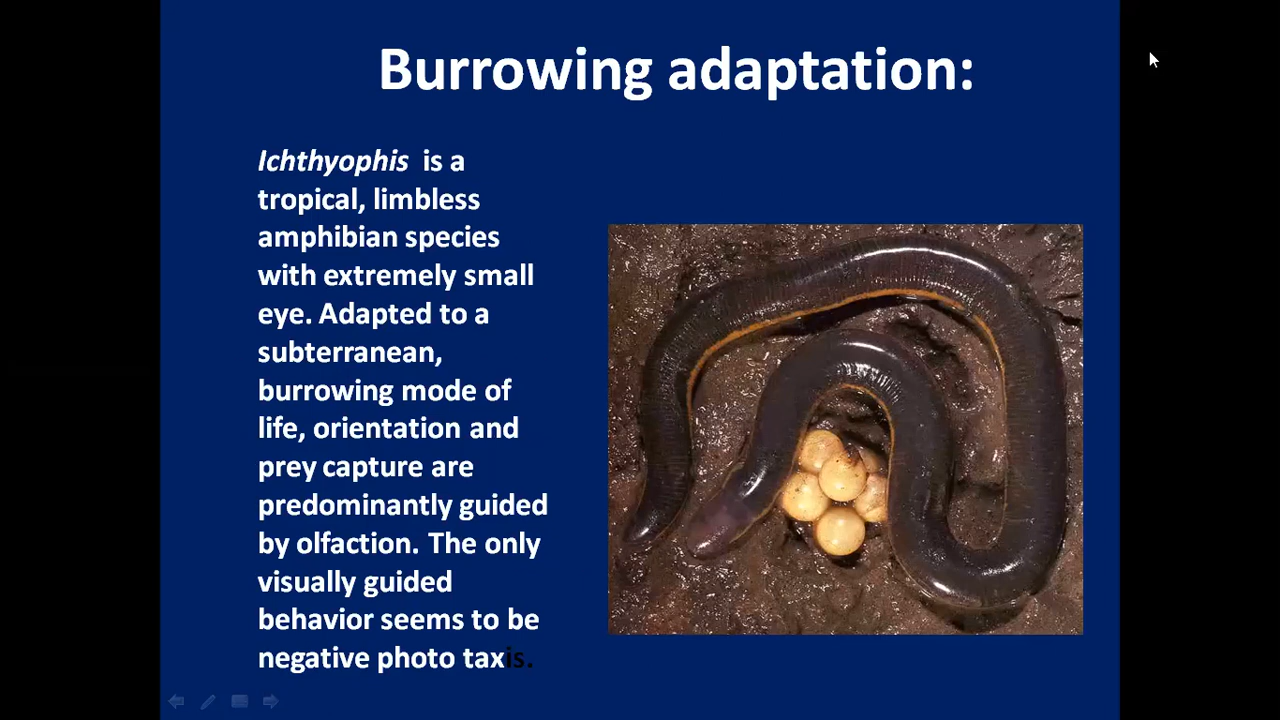 Burrowing adaptation:
Ichthyophis is a
tropical, limbless
amphibian species
with extremely small
eye. Adapted to a
subterranean,
burrowing mode of
life, orientation and
prey capture are
predominantly guided
by olfaction. The only
visually guided
behavior seems to be
negative photo taxis.